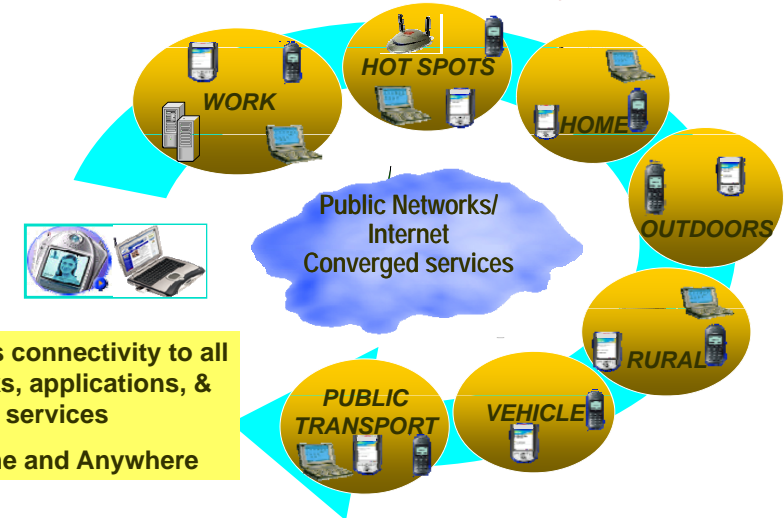 WORK
HOT SPOTS
HOME
OUTDOORS
RURAL
VEHICLE
PUBLIC
TRANSPORT
Public Networks/
Internet
Converged services
connectivity to all
applications, &
services
and Anywhere